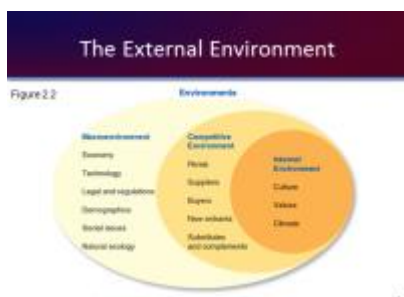 The External Environment
Figure 2.2
Environments
Macroenvironment
Economy
Technology
Legal and regulations
Demographics
Social issues
Natural ecology
Competitive
Environment
Rivals
Suppliers
Buyers
New entrants
Substitutes
and complements
Internal
Environment
Culture
Values
Climate